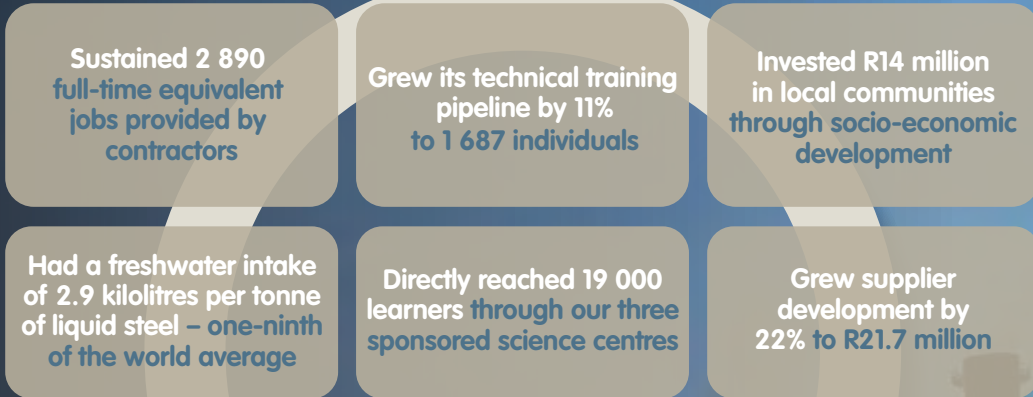 Sustained 2 890
full-time equivalent
jobs provided by
contractors
Grew its technical training
pipeline by 11%
to 1 687 individuals
Invested R14 million
in local communities
through socio-economic
development
Had a freshwater intake
of 2.9 kilolitres per tonne
of liquid steel – one-ninth
of the world average
Directly reached 19 000
learners through our three
sponsored science centres
Grew supplier
development by
22% to R21.7 million